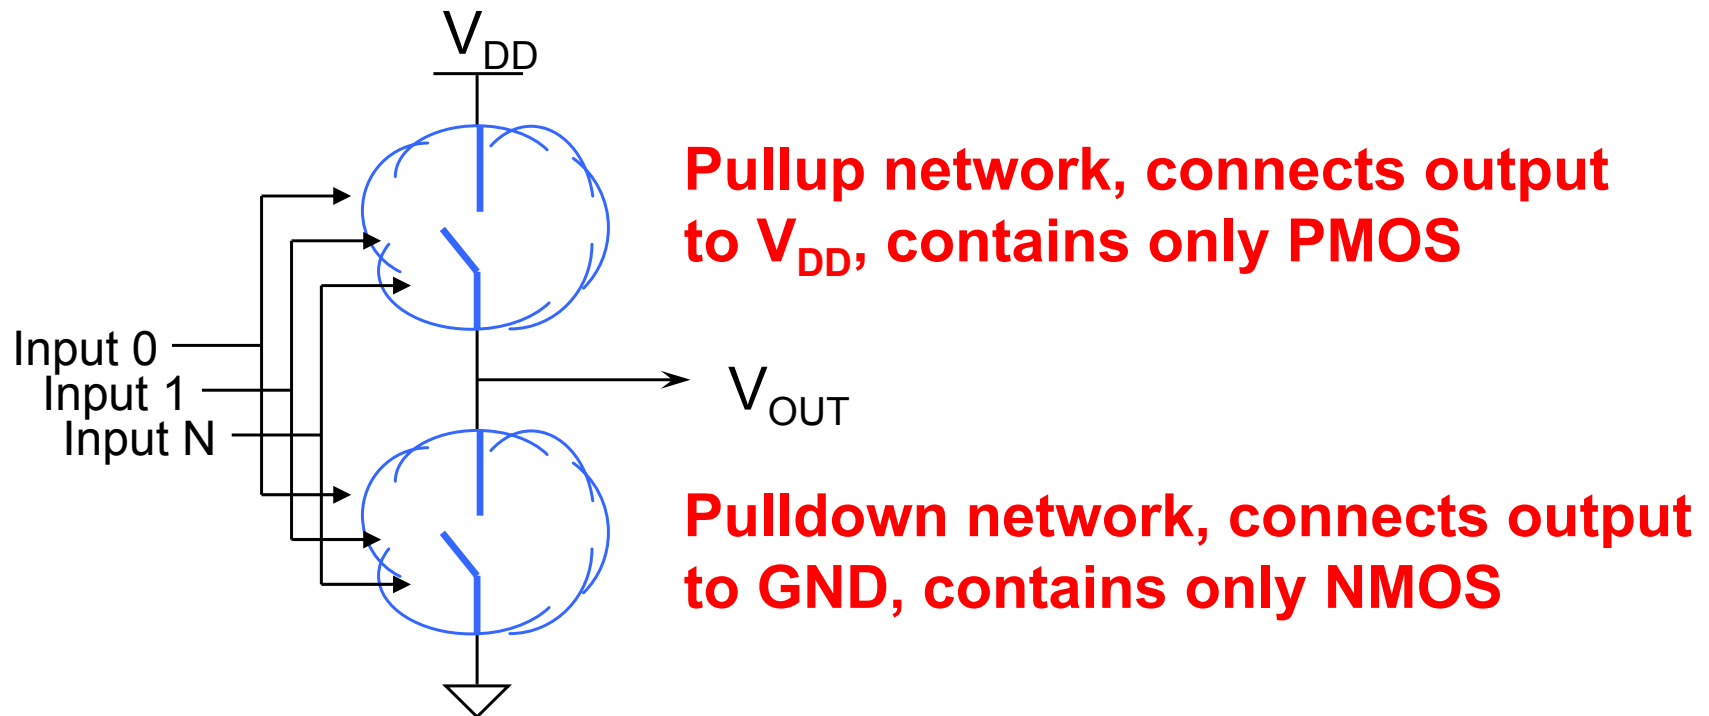 VDD
Pullup network, connects output
to VDD, contains only PMOS
Input 0
Input 1
Input N
VOUT
Pulldown network, connects output
to GND, contains only NMOS